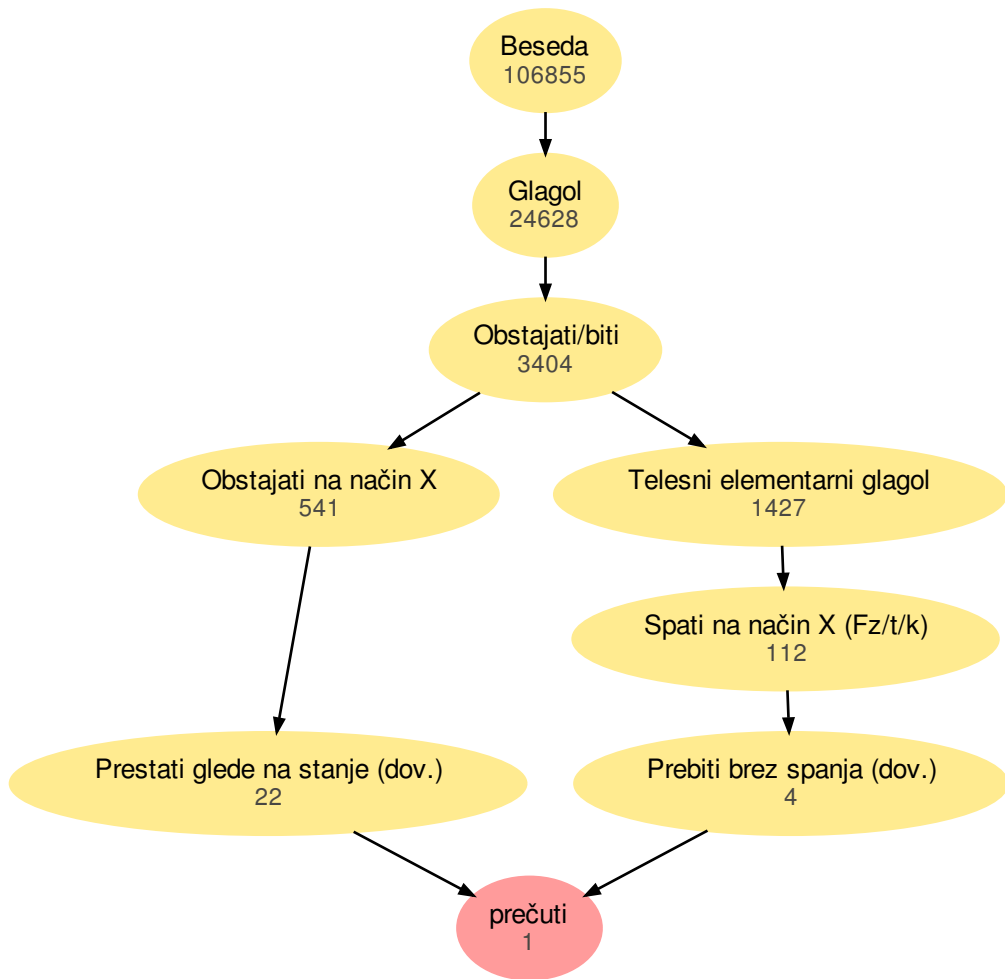 Beseda
106855
Glagol
24628
Obstajati/biti
3404
Obstajati na način X
541
Telesni elementarni glagol
1427
Spati na način X (Fz/t/k)
112
Prestati glede na stanje (dov.)
22
Prebiti brez spanja (dov.)
4
prečuti
1